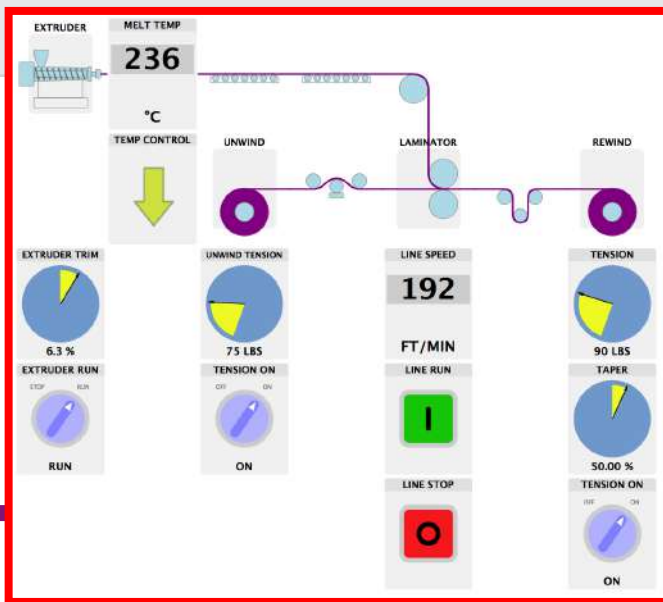 EXTRUDER
MELT TEMP
236
°C
TEMP CONTROL
UNWIND
LAMINATOR
REWIND
EXTRUDER TRIM
6.3 %
UNWIND TENSION
75 LBS
LINE SPEED
192
FT/MIN
TENSION
90 LBS
EXTRUDER RUN
STOP RUN
RUN
TENSION ON
OFF ON
ON
LINE RUN
I
TAPER
50.00 %
LINE STOP
O
TENSION ON
OFF ON
ON